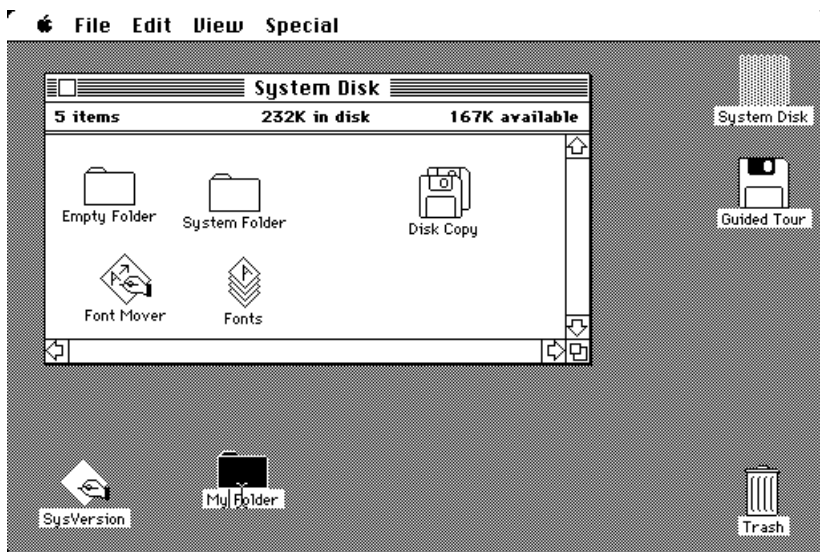 File Edit View Special
System Disk
5 items 232K in disk 167K available
System Disk
Empty Folder System Folder Disk Copy
Guided Tour
Font Mover Fonts
My Folder
SysVersion
Trash